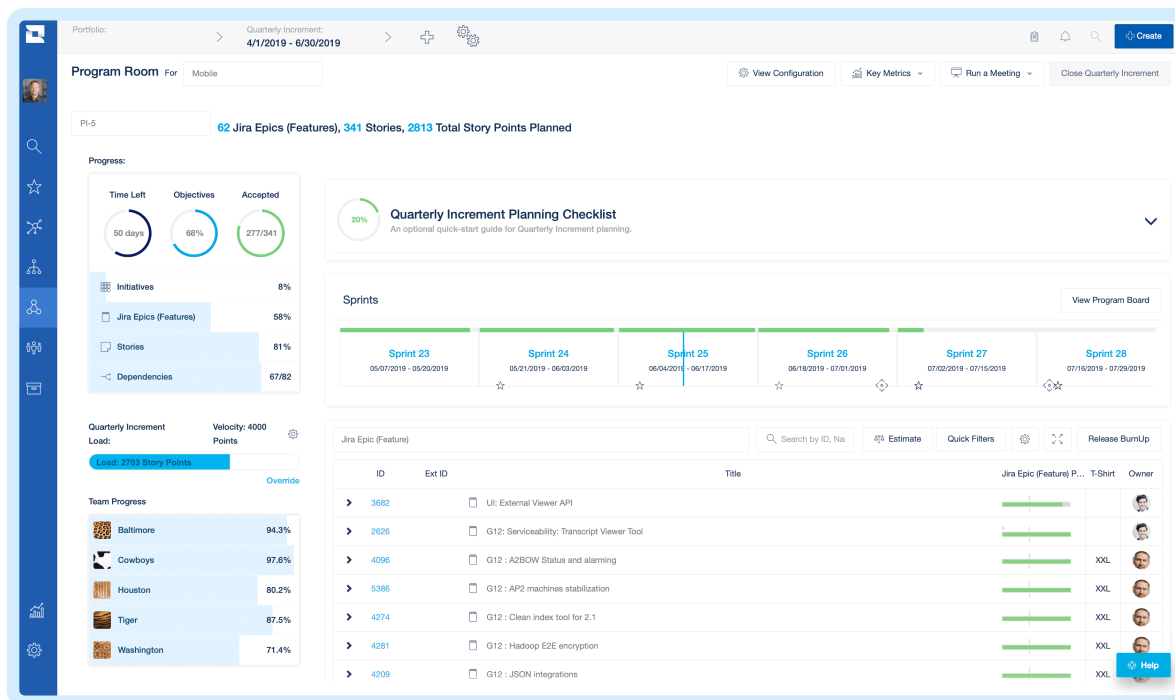 Portfolio:
Quarterly Increment:
4/1/2019 - 6/30/2019
Create
Program Room For Mobile
View Configuration
Key Metrics
Run a Meeting
Close Quarterly Increment
PI-5
62 Jira Epics (Features), 341 Stories, 2813 Total Story Points Planned
Progress:
Time Left Objectives Accepted
50 days 68% 277/341
Initiatives 8%
Jira Epics (Features) 58%
Stories 81%
Dependencies 67/82
20%
Quarterly Increment Planning Checklist
An optional quick-start guide for Quarterly Increment planning.
Sprints
View Program Board
Sprint 23 Sprint 24 Sprint 25 Sprint 26 Sprint 27 Sprint 28
05/07/2019 - 05/20/2019 05/21/2019 - 06/03/2019 06/04/2019 - 06/17/2019 06/18/2019 - 07/01/2019 07/02/2019 - 07/15/2019 07/16/2019 - 07/29/2019
Quarterly Increment Load:
Velocity: 4000 Points
Load: 2703 Story Points
Override
Team Progress
Baltimore 94.3%
Cowboys 97.6%
Houston 80.2%
Tiger 87.5%
Washington 71.4%
Jira Epic (Feature)
Search by ID, Na
Estimate
Quick Filters
Release BurnUp
ID Ext ID Title Jira Epic (Feature) P... T-Shirt Owner
3682 UI: External Viewer API
2626 G12: Serviceability: Transcript Viewer Tool
4096 G12 : A2BOW Status and alarming XXL
5386 G12 : AP2 machines stabilization XXL
4274 G12 : Clean index tool for 2.1 XXL
4281 G12 : Hadoop E2E encryption XXL
4209 G12 : JSON integrations XXL
Help